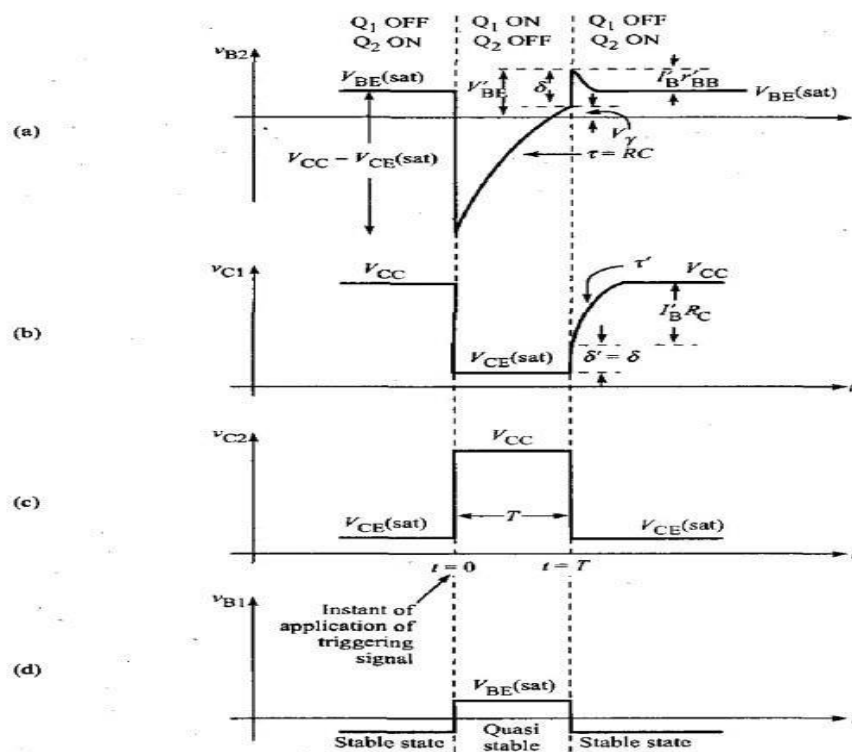 Q₁ OFF Q₁ ON Q₁ OFF
Q₂ ON Q₂ OFF Q₂ ON
v_B2
V_BE(sat)
V'_BE
δ
I'_B r'_BB
V_BE(sat)
(a)
V_γ
V_CC − V_CE(sat)
τ = RC
v_C1
V_CC
τ'
V_CC
I'_B R_C
(b)
V_CE(sat)
δ' = δ
v_C2
V_CC
(c)
V_CE(sat)
T
V_CE(sat)
t = 0
t = T
Instant of
application of
triggering
signal
v_B1
(d)
V_BE(sat)
Stable state
Quasi
stable
Stable state